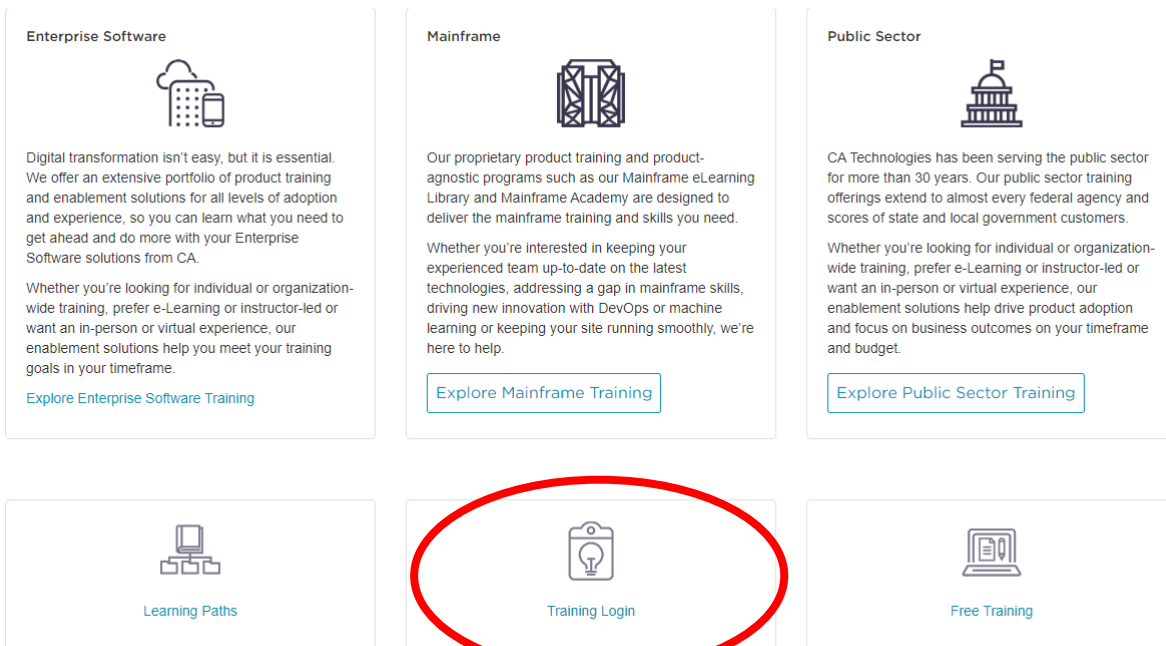 Enterprise Software
Digital transformation isn't easy, but it is essential.
We offer an extensive portfolio of product training
and enablement solutions for all levels of adoption
and experience, so you can learn what you need to
get ahead and do more with your Enterprise
Software solutions from CA.
Whether you're looking for individual or organization-
wide training, prefer e-Learning or instructor-led or
want an in-person or virtual experience, our
enablement solutions help you meet your training
goals in your timeframe.
Explore Enterprise Software Training
Mainframe
Our proprietary product training and product-
agnostic programs such as our Mainframe eLearning
Library and Mainframe Academy are designed to
deliver the mainframe training and skills you need.
Whether you're interested in keeping your
experienced team up-to-date on the latest
technologies, addressing a gap in mainframe skills,
driving new innovation with DevOps or machine
learning or keeping your site running smoothly, we're
here to help.
Explore Mainframe Training
Public Sector
CA Technologies has been serving the public sector
for more than 30 years. Our public sector training
offerings extend to almost every federal agency and
scores of state and local government customers.
Whether you're looking for individual or organization-
wide training, prefer e-Learning or instructor-led or
want an in-person or virtual experience, our
enablement solutions help drive product adoption
and focus on business outcomes on your timeframe
and budget.
Explore Public Sector Training
Learning Paths
Training Login
Free Training